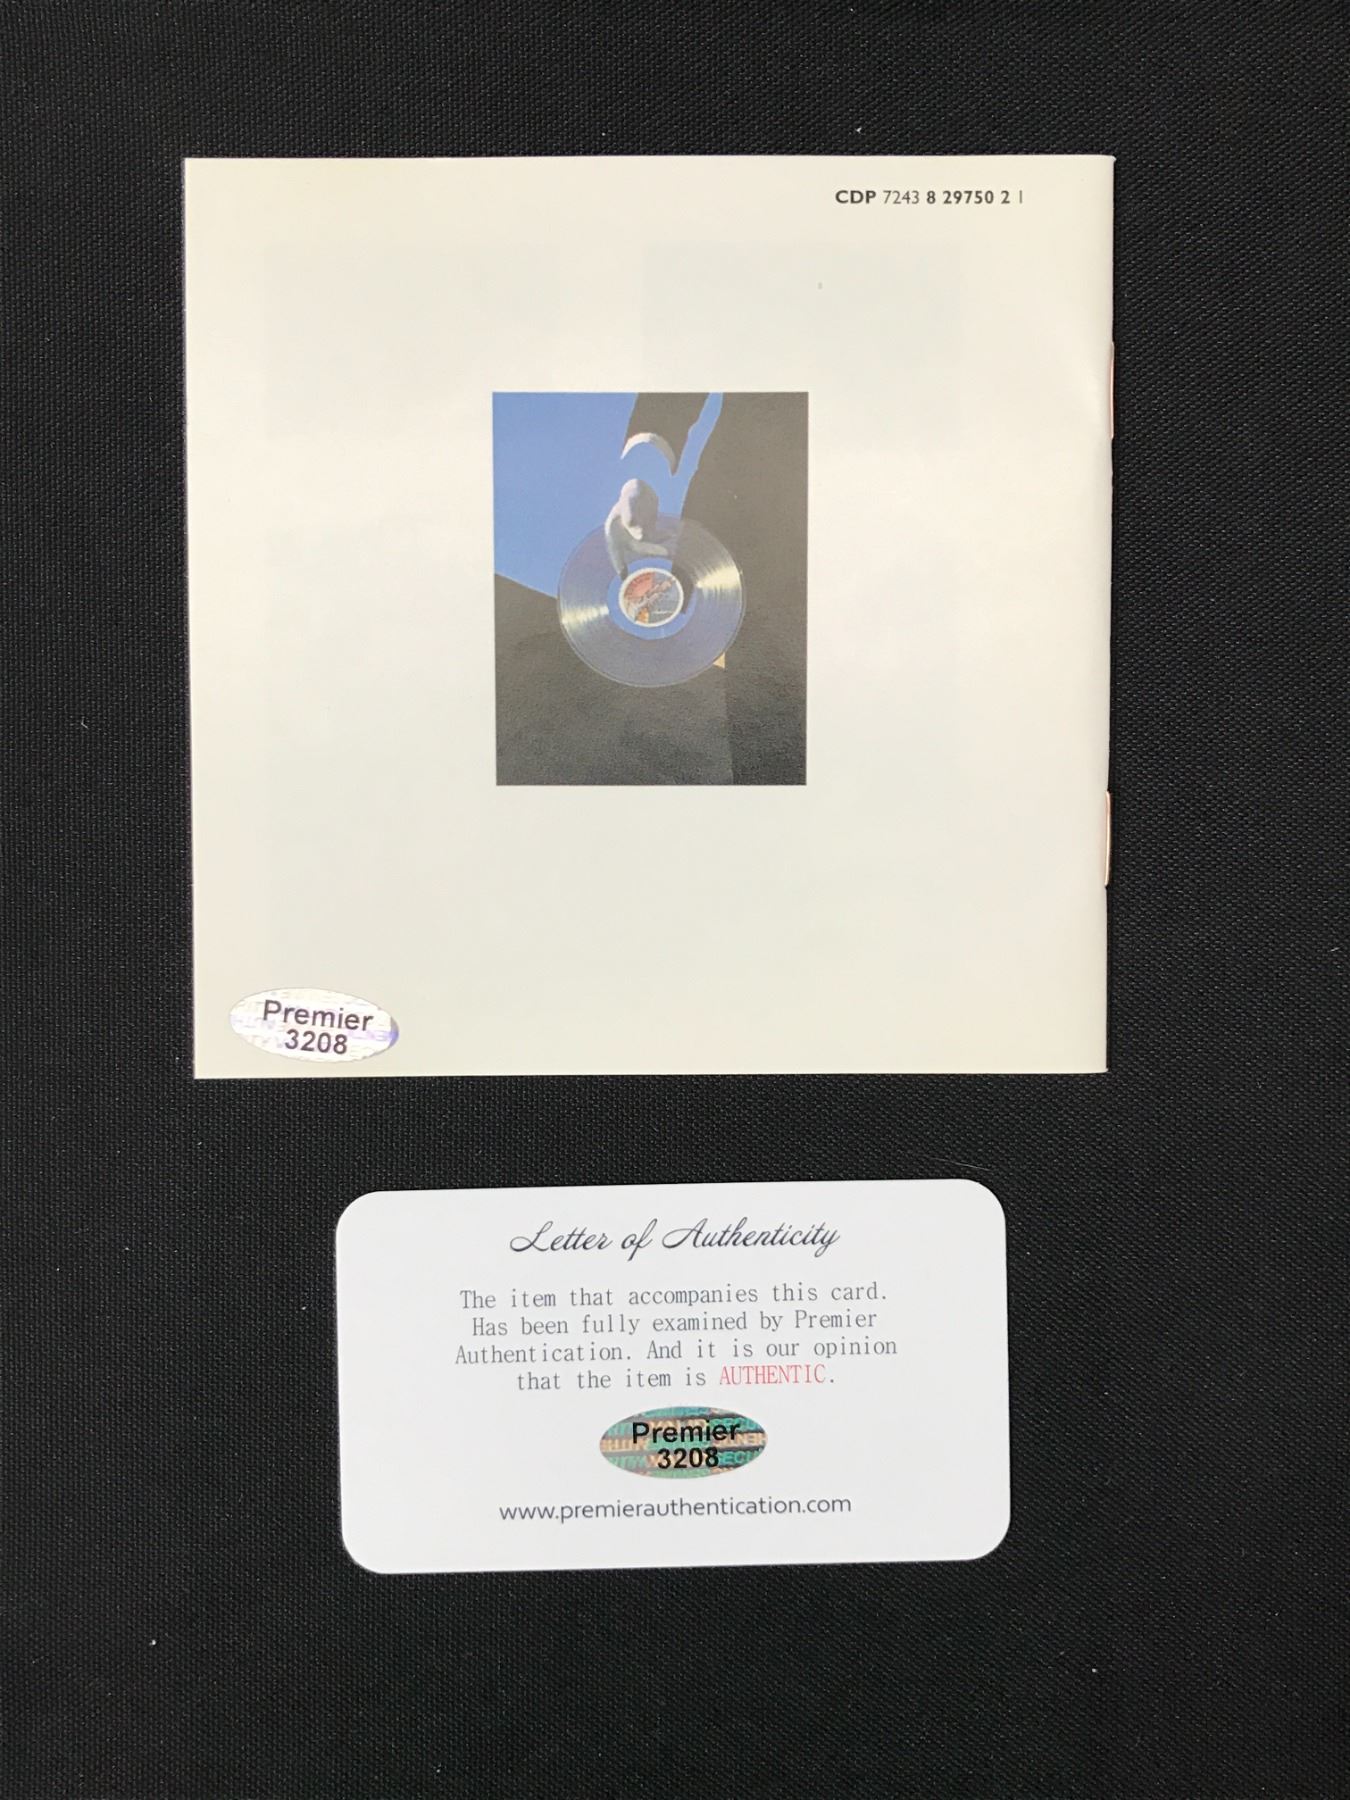 CDP 7243 8 29750 2 1
Premier
3208
Letter of Authenticity
The item that accompanies this card.
Has been fully examined by Premier
Authentication. And it is our opinion
that the item is AUTHENTIC.
Premier
3208
www.premierauthentication.com